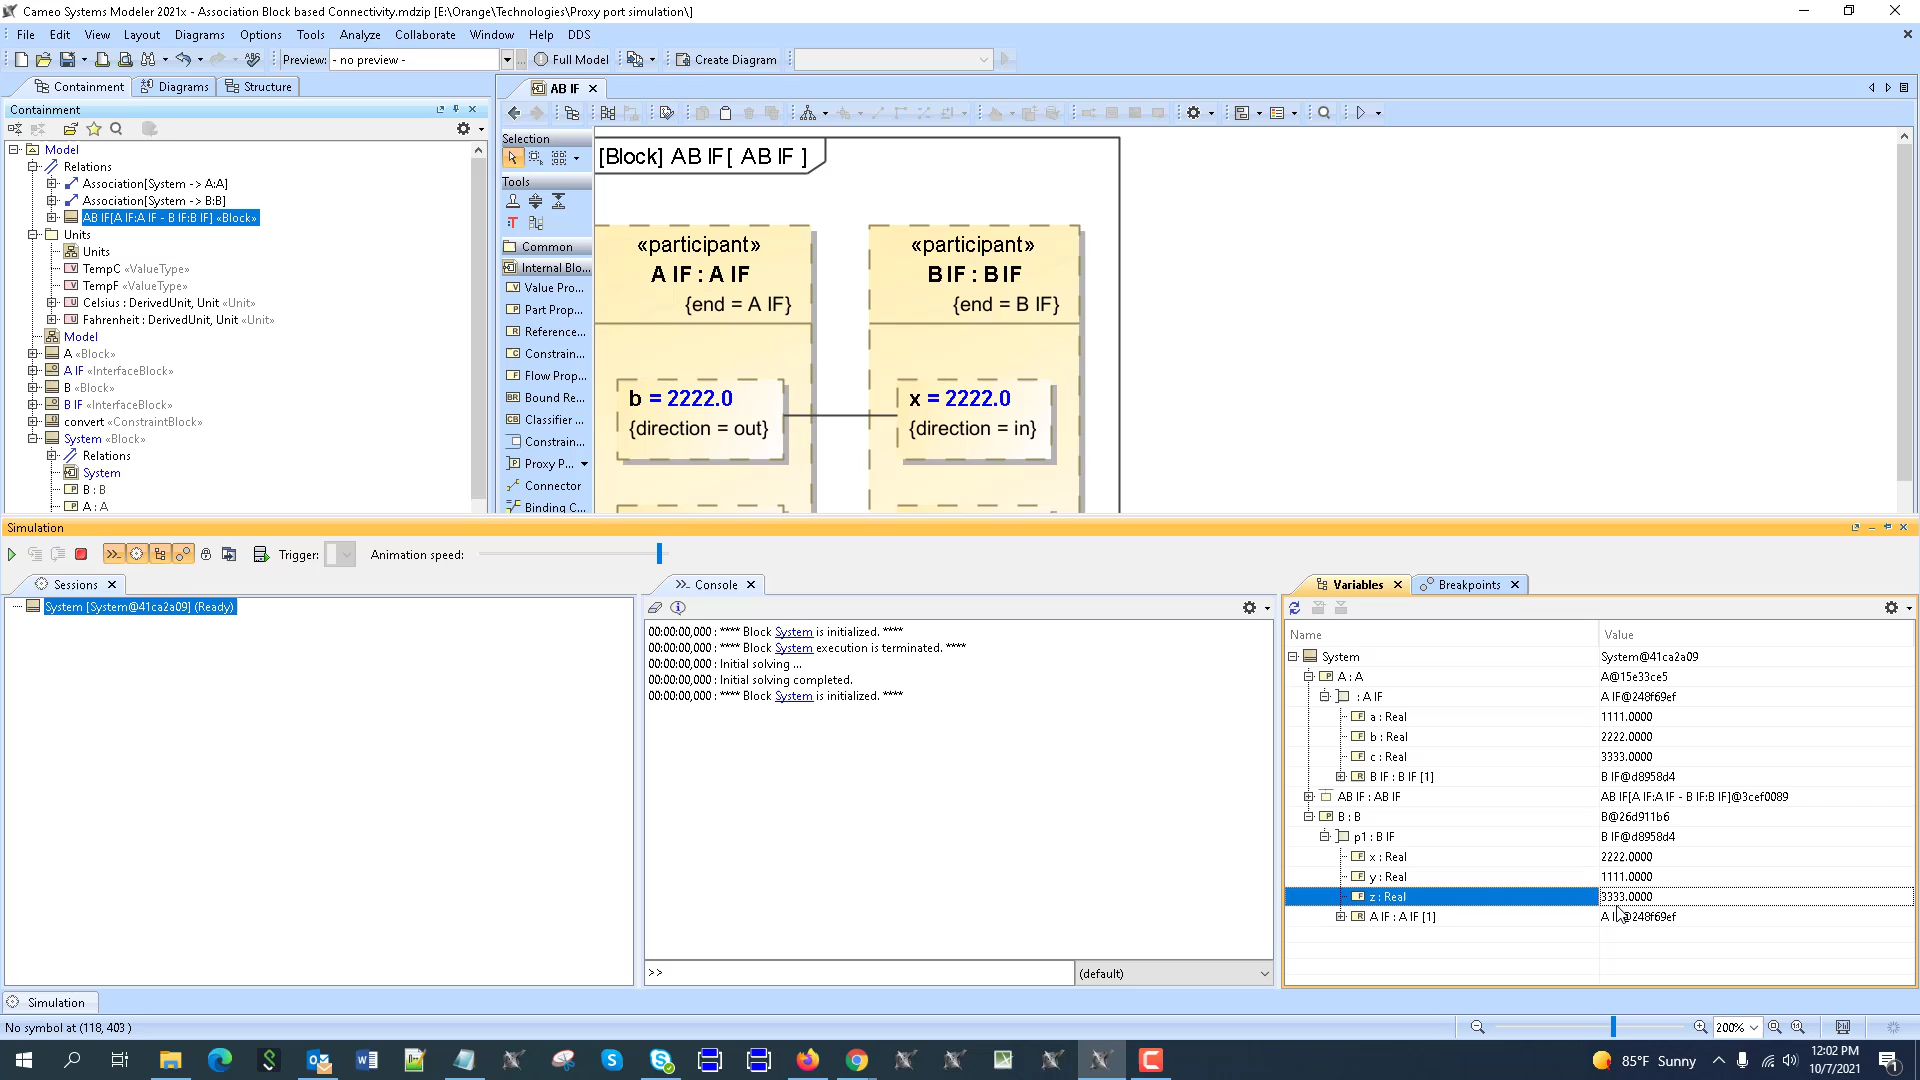 Cameo Systems Modeler 2021x - Association Block based Connectivity.mdzip [E:\Orange\Technologies\Proxy port simulation\]
File Edit View Layout Diagrams Options Tools Analyze Collaborate Window Help DDS
Preview: - no preview - ... Full Model Create Diagram
Containment Diagrams Structure
AB IF
Containment
Model
Relations
Association[System -> A:A]
Association[System -> B:B]
AB IF[A IF:A IF - B IF:B IF] «Block»
Units
Units
TempC «ValueType»
TempF «ValueType»
Celsius : DerivedUnit, Unit «Unit»
Fahrenheit : DerivedUnit, Unit «Unit»
Model
A «Block»
A IF «InterfaceBlock»
B «Block»
B IF «InterfaceBlock»
convert «ConstraintBlock»
System «Block»
Relations
System
B : B
A : A
Selection
Tools
Common
Internal Blo...
Value Pro...
Part Prop...
Reference...
Constrain...
Flow Prop...
Bound Re...
Classifier ...
Constrain...
Proxy P...
Connector
Binding C...
[Block] AB IF[ AB IF ]
«participant»
A IF : A IF
{end = A IF}
b = 2222.0
{direction = out}
«participant»
B IF : B IF
{end = B IF}
x = 2222.0
{direction = in}
Simulation
Trigger: Animation speed:
Sessions
System [System@41ca2a09] (Ready)
Console
00:00:00,000 : **** Block System is initialized. ****
00:00:00,000 : **** Block System execution is terminated. ****
00:00:00,000 : Initial solving ...
00:00:00,000 : Initial solving completed.
00:00:00,000 : **** Block System is initialized. ****
>> (default)
Variables Breakpoints
Name Value
System System@41ca2a09
A : A A@15e33ce5
: A IF A IF@248f69ef
a : Real 1111.0000
b : Real 2222.0000
c : Real 3333.0000
B IF : B IF [1] B IF@d8958d4
AB IF : AB IF AB IF[A IF:A IF - B IF:B IF]@3cef0089
B : B B@26d911b6
p1 : B IF B IF@d8958d4
x : Real 2222.0000
y : Real 1111.0000
z : Real 3333.0000
A IF : A IF [1] A IF@248f69ef
Simulation
No symbol at (118, 403 )
200%
85°F Sunny
12:02 PM
10/7/2021